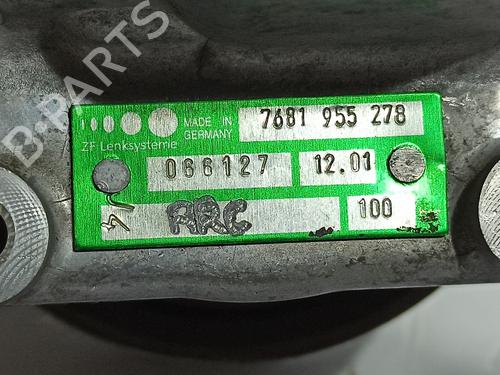 B-PARTS
MADE IN
GERMANY
7681 955 278
ZF Lenksysteme
066127
12.01
RRC
100